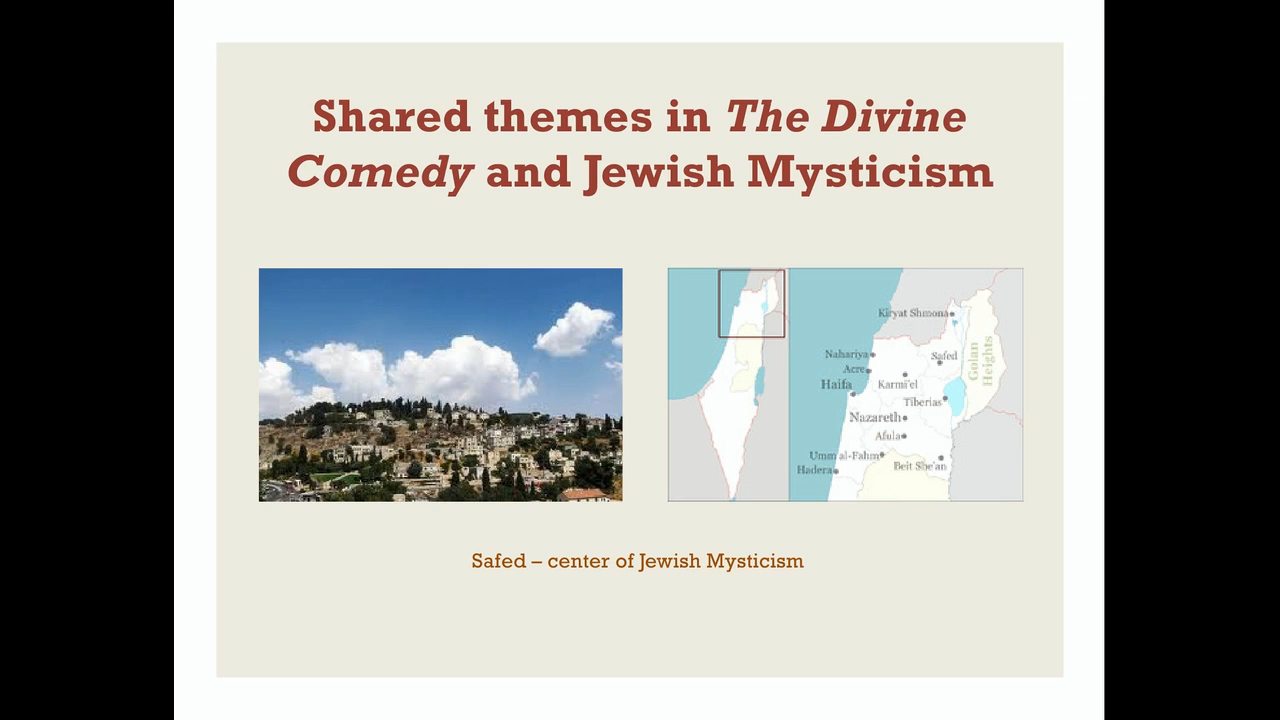 Shared themes in The Divine
Comedy and Jewish Mysticism
Kiryat Shmona
Nahariya
Safed
Acre
Golan
Heights
Haifa
Karmi'el
Tiberias
Nazareth
Afula
Umm al-Fahm
Beit She'an
Hadera
Safed – center of Jewish Mysticism